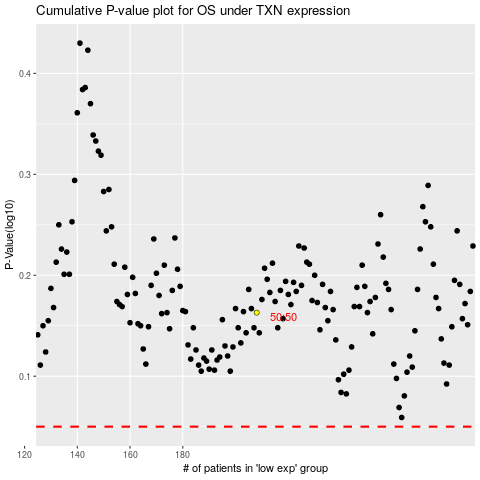 Cumulative P-value plot for OS under TXN expression
P-Value(log10)
0.4
0.3
0.2
0.1
50:50
120 140 160 180
# of patients in 'low exp' group